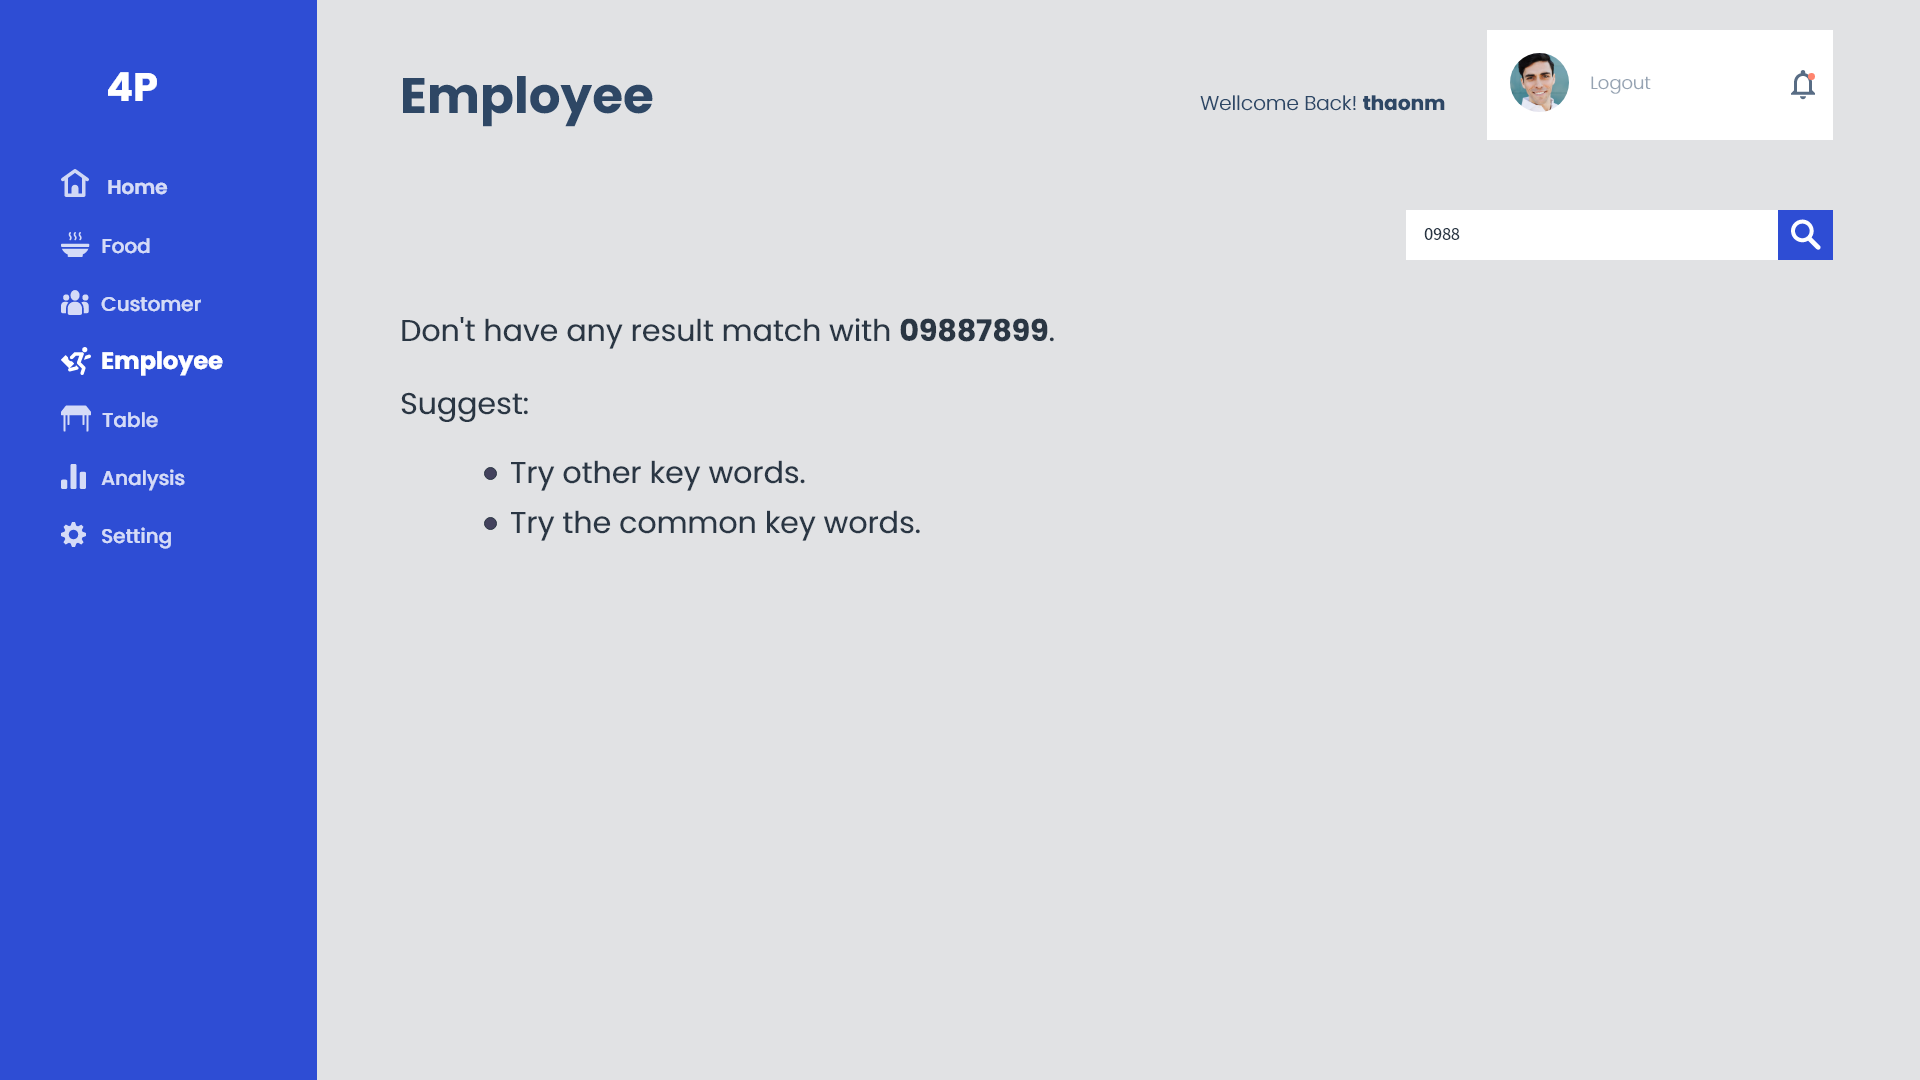 4P
Home
Food
Customer
Employee
Table
Analysis
Setting
Employee
Wellcome Back! thaonm
Logout
0988
Don't have any result match with 09887899.
Suggest:
Try other key words.
Try the common key words.